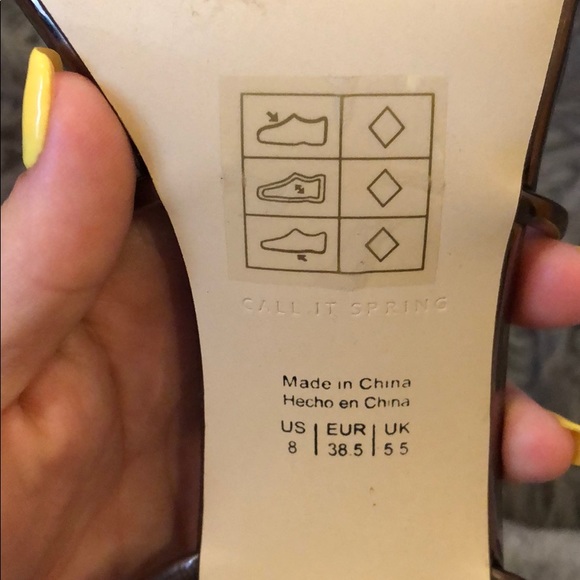 CALL IT SPRING
Made in China
Hecho en China
US | EUR | UK
8 | 38.5 | 5.5